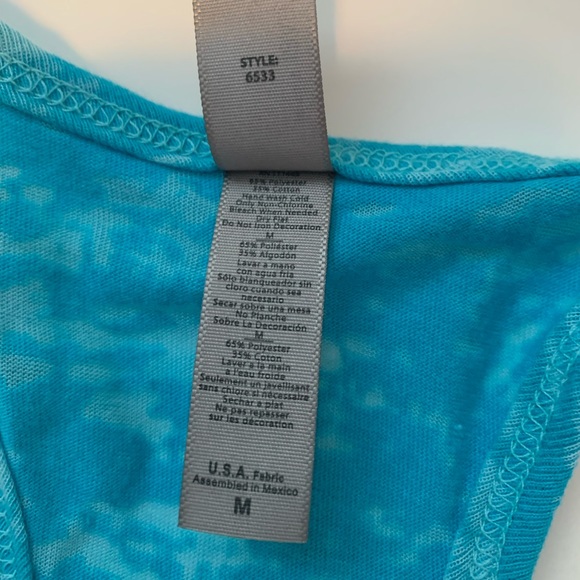 STYLE:
6533
65% Polyester
35% Cotton
Hand Wash Cold
Only Non-Chlorine
Bleach When Needed
Dry Flat
Do Not Iron Decoration
M
65% Poliéster
35% Algodón
Lavar a mano
con agua fria
Sólo blanqueador sin
cloro cuando sea
necesario
Secar sobre una mesa
No Planche
Sobre La Decoración
M
65% Polyester
35% Coton
Laver a la main
a l'eau froide
Seulement un javellisant
sans chlore si nécessaire
Sechar a plat
Ne pas repasser
sur les décorations
U.S.A. Fabric
Assembled in Mexico
M